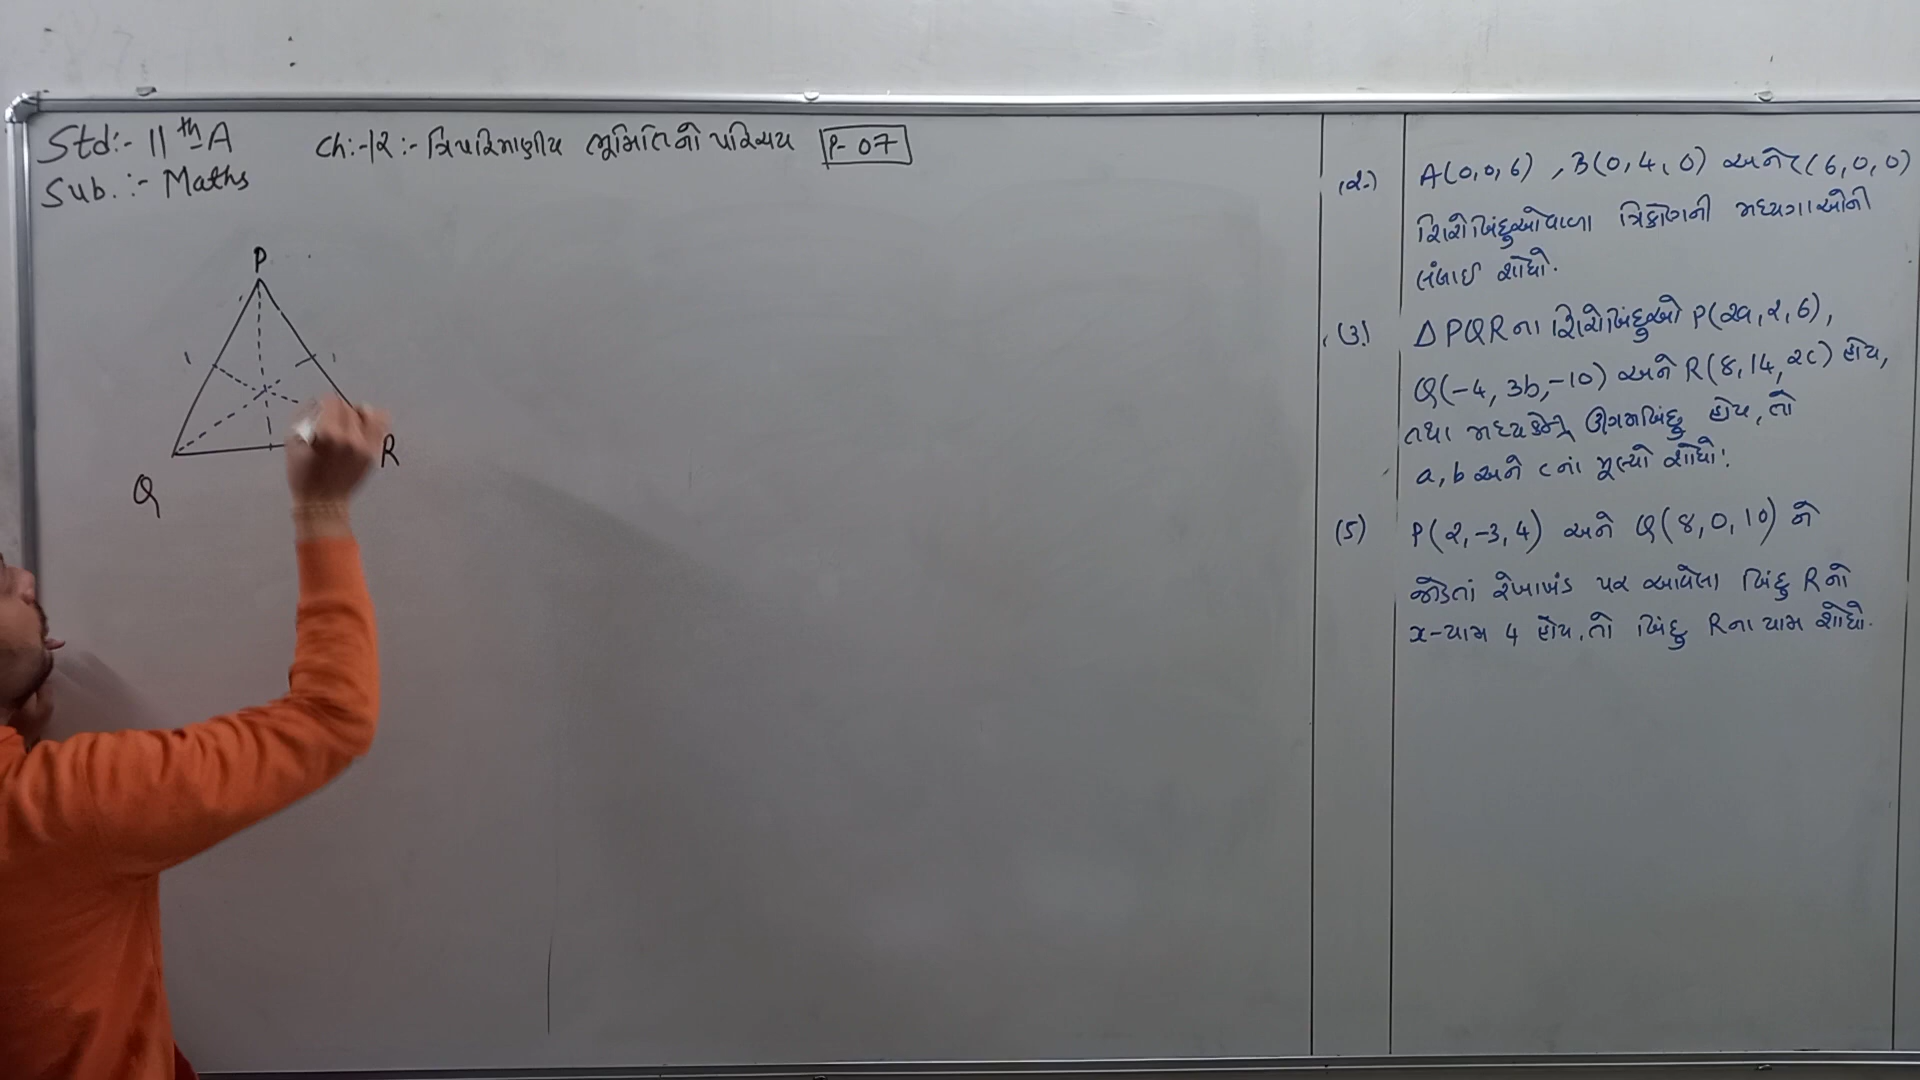 Std:- 11th A
Ch:-12:- ત્રિપરિમાણીય ભૂમિતિનો પરિચય P-07
Sub.:- Maths
P
Q
R
(2.) A(0,0,6), B(0,4,0) અને C(6,0,0)
શિરોબિંદુઓવાળા ત્રિકોણની મધ્યગાઓની
લંબાઈ શોધો.
(3.) Δ PQR ના શિરોબિંદુઓ P(2a,2,6),
Q(-4, 3b,-10) અને R(8,14,2c) હોય,
તથા મધ્યકેન્દ્ર ઊગમબિંદુ હોય, તો
a, b અને c નાં મૂલ્યો શોધો.
(5) P(2,-3,4) અને Q(8,0,10) ને
જોડતાં રેખાખંડ પર આવેલા બિંદુ R નો
x-યામ 4 હોય, તો બિંદુ R ના યામ શોધો.